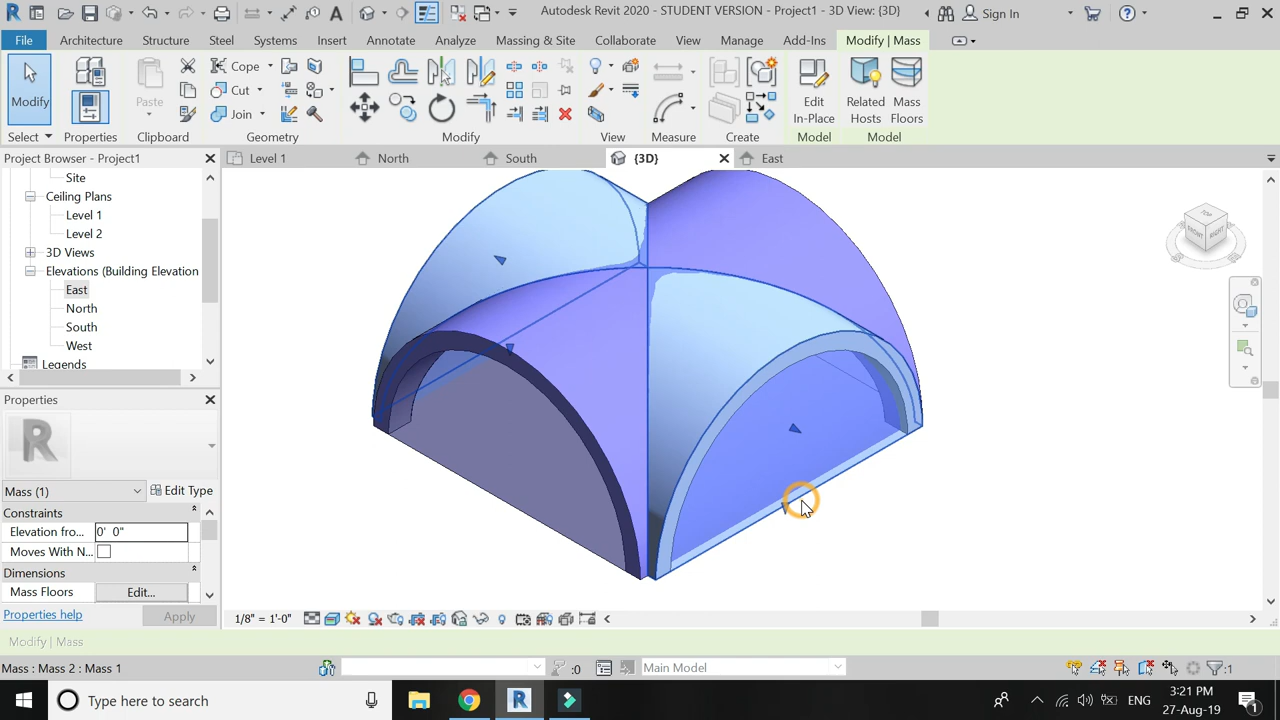 Autodesk Revit 2020 - STUDENT VERSION - Project1 - 3D View: {3D}
Sign In
File Architecture Structure Steel Systems Insert Annotate Analyze Massing & Site Collaborate View Manage Add-Ins Modify | Mass
Modify
Paste
Cope
Cut
Join
Edit
In-Place
Related
Hosts
Mass
Floors
Select Properties Clipboard Geometry Modify View Measure Create Model Model
Project Browser - Project1
Level 1 North South {3D} East
Site
Ceiling Plans
Level 1
Level 2
3D Views
Elevations (Building Elevation
East
North
South
West
Legends
TOP
FRONT
RIGHT
Properties
R
Mass (1)
Edit Type
Constraints
Elevation fro... 0' 0"
Moves With N...
Dimensions
Mass Floors Edit...
Properties help
Apply
1/8" = 1'-0"
Modify | Mass
Mass : Mass 2 : Mass 1
:0
Main Model
:1
Type here to search
ENG
3:21 PM
27-Aug-19
1